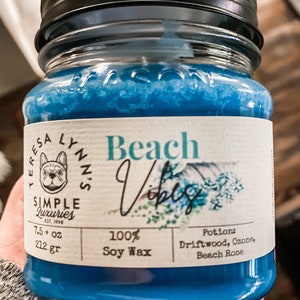 TERESA LYNN'S
SIMPLE
Luxuries
EST. 1998
Beach
Vibes
7.5 + oz
212 gr
100%
Soy Wax
Potion:
Driftwood, Ozone,
Beach Rose